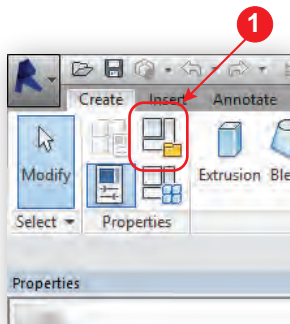 1
Create Insert Annotate
Modify Extrusion Ble
Select Properties
Properties